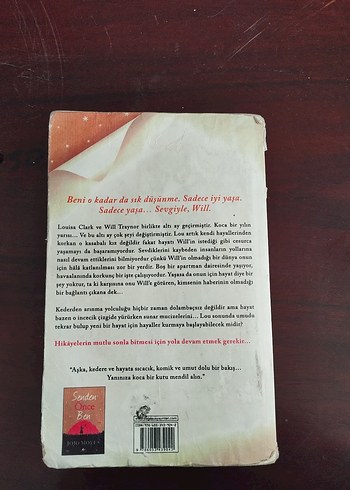 Beni o kadar da sık düşünme. Sadece iyi yaşa.
Sadece yaşa... Sevgiyle, Will.
Louisa Clark ve Will Traynor birlikte altı ay geçirmiştir. Koca bir yılın
yarısı... Ve bu altı ay çok şeyi değiştirmiştir. Lou artık kendi hayallerinden
korkan o kasabalı kız değildir fakat hayatı Will'in istediği gibi cesurca
yaşamayı da başaramıyordur. Sevdiklerini kaybeden insanların yollarına
nasıl devam ettiklerini bilmiyordur çünkü Will'in olmadığı bir dünya onun
için hâlâ katlanılması zor bir yerdir. Boş bir apartman dairesinde yaşıyor,
havaalanında korkunç bir işte çalışıyordur. Yaşasa da onun için hayat diye bir
şey yoktur, ta ki karşısına onu Will'e götüren, kimsenin haberinin olmadığı
bir bağlantı çıkana dek...
Kederden arınma yolculuğu hiçbir zaman dolambaçsız değildir ama hayat
bazen o incecik çizgide yürürken sunar mucizelerini... Lou sonunda umudu
tekrar bulup yeni bir hayat için hayaller kurmaya başlayabilecek midir?
Hikâyelerin mutlu sonla bitmesi için yola devam etmek gerekir...
"Aşka, kedere ve hayata sıcacık, komik ve umut dolu bir bakış...
Yanınıza koca bir kutu mendil alın."
Senden
Önce
Ben
JOJO MOYES